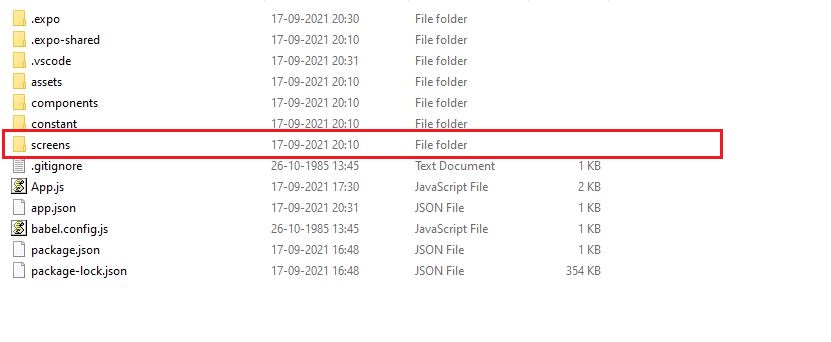 .expo 17-09-2021 20:30 File folder
.expo-shared 17-09-2021 20:10 File folder
.vscode 17-09-2021 20:31 File folder
assets 17-09-2021 20:10 File folder
components 17-09-2021 20:10 File folder
constant 17-09-2021 20:10 File folder
screens 17-09-2021 20:10 File folder
.gitignore 26-10-1985 13:45 Text Document 1 KB
App.js 17-09-2021 17:30 JavaScript File 2 KB
app.json 17-09-2021 20:31 JSON File 1 KB
babel.config.js 26-10-1985 13:45 JavaScript File 1 KB
package.json 17-09-2021 16:48 JSON File 1 KB
package-lock.json 17-09-2021 16:48 JSON File 354 KB